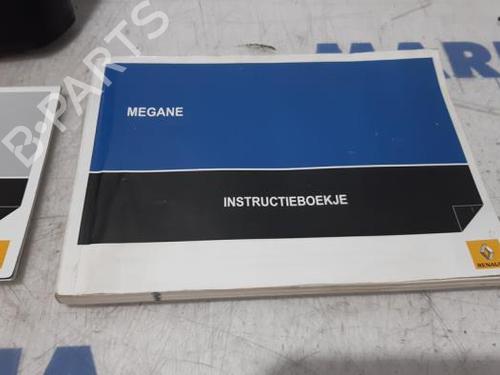 MEGANE
INSTRUCTIEBOEKJE
RENAULT
B-PARTS